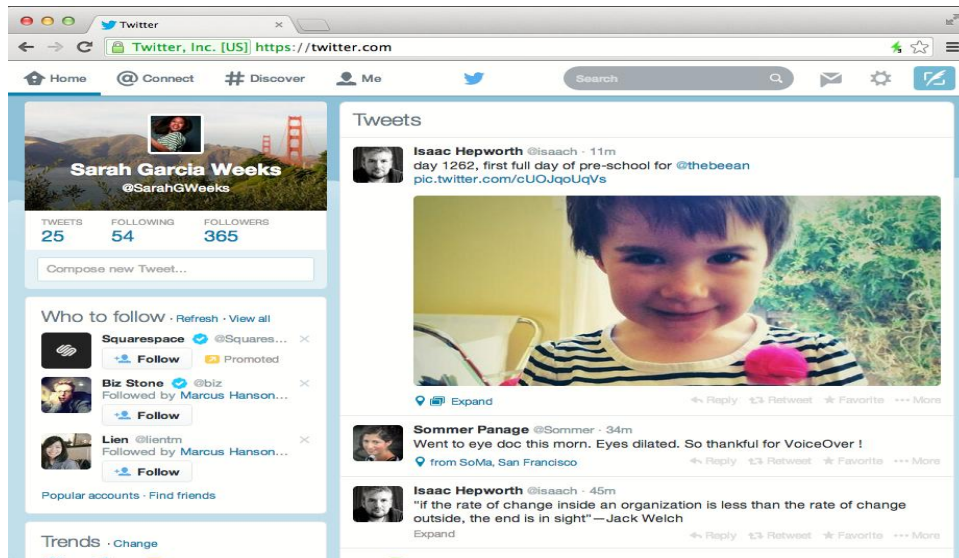 Twitter
Twitter, Inc. [US] https://twitter.com
Home
Connect
Discover
Me
Search
Sarah Garcia Weeks
@SarahGWeeks
TWEETS FOLLOWING FOLLOWERS
25 54 365
Compose new Tweet...
Who to follow · Refresh · View all
Squarespace @Squares...
Follow Promoted
Biz Stone @biz
Followed by Marcus Hanson...
Follow
Lien @lientm
Followed by Marcus Hanson...
Follow
Popular accounts · Find friends
Trends · Change
Tweets
Isaac Hepworth @isaach · 11m
day 1262, first full day of pre-school for @thebeean
pic.twitter.com/cUOJqoUqVs
Expand Reply Retweet Favorite More
Sommer Panage @Sommer · 34m
Went to eye doc this morn. Eyes dilated. So thankful for VoiceOver !
from SoMa, San Francisco Reply Retweet Favorite More
Isaac Hepworth @isaach · 45m
"if the rate of change inside an organization is less than the rate of change
outside, the end is in sight"—Jack Welch
Expand Reply Retweet Favorite More